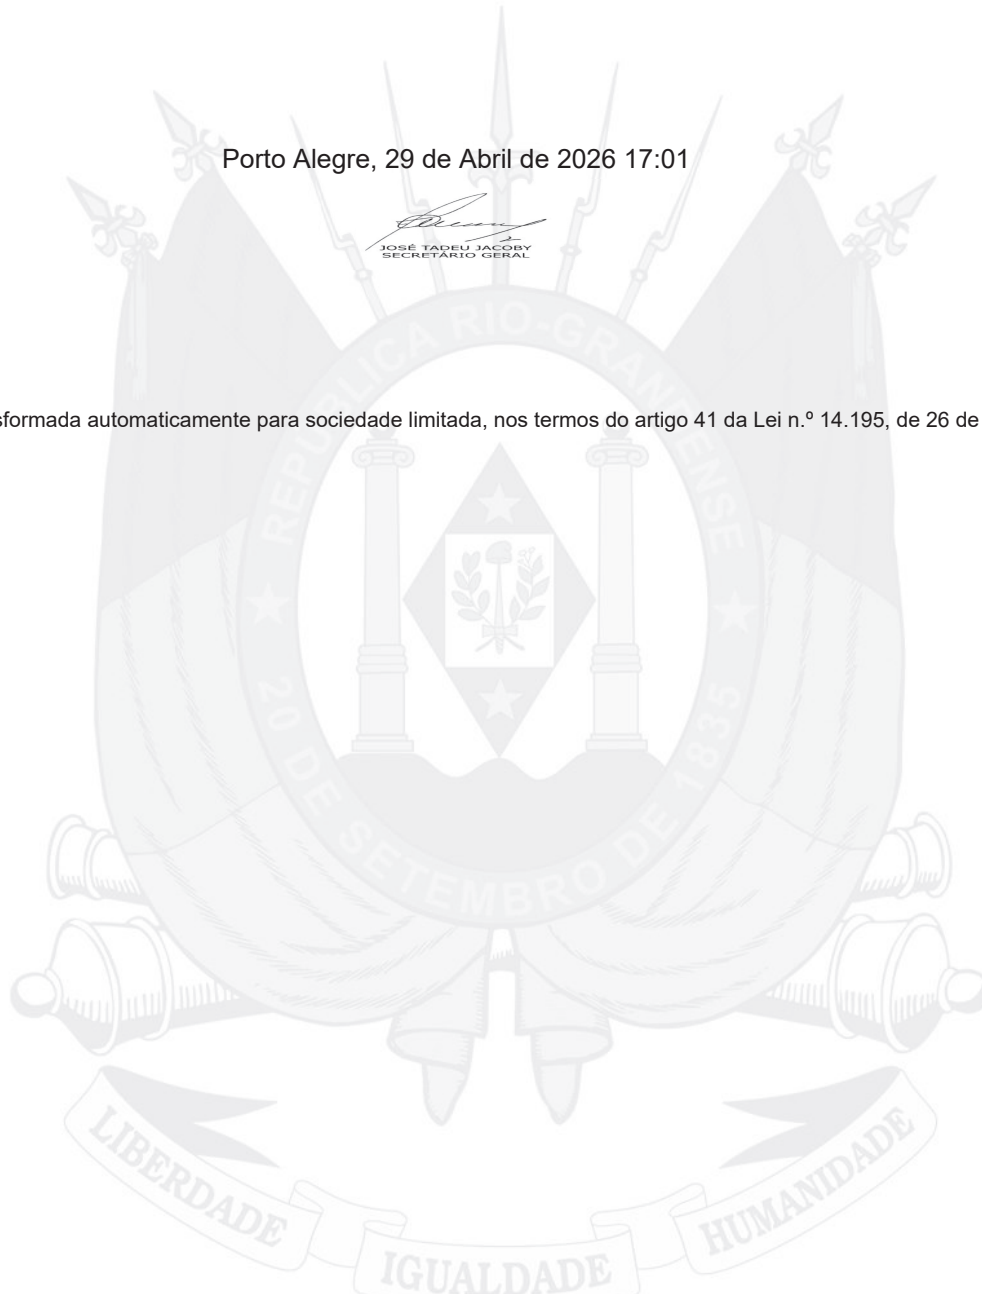 Porto Alegre, 29 de Abril de 2026 17:01
JOSÉ TADEU JACOBY
SECRETÁRIO GERAL
REPÚBLICA RIO-GRANDENSE
sformada automaticamente para sociedade limitada, nos termos do artigo 41 da Lei n.º 14.195, de 26 de
20 DE SETEMBRO DE 1835
LIBERDADE
IGUALDADE
HUMANIDADE